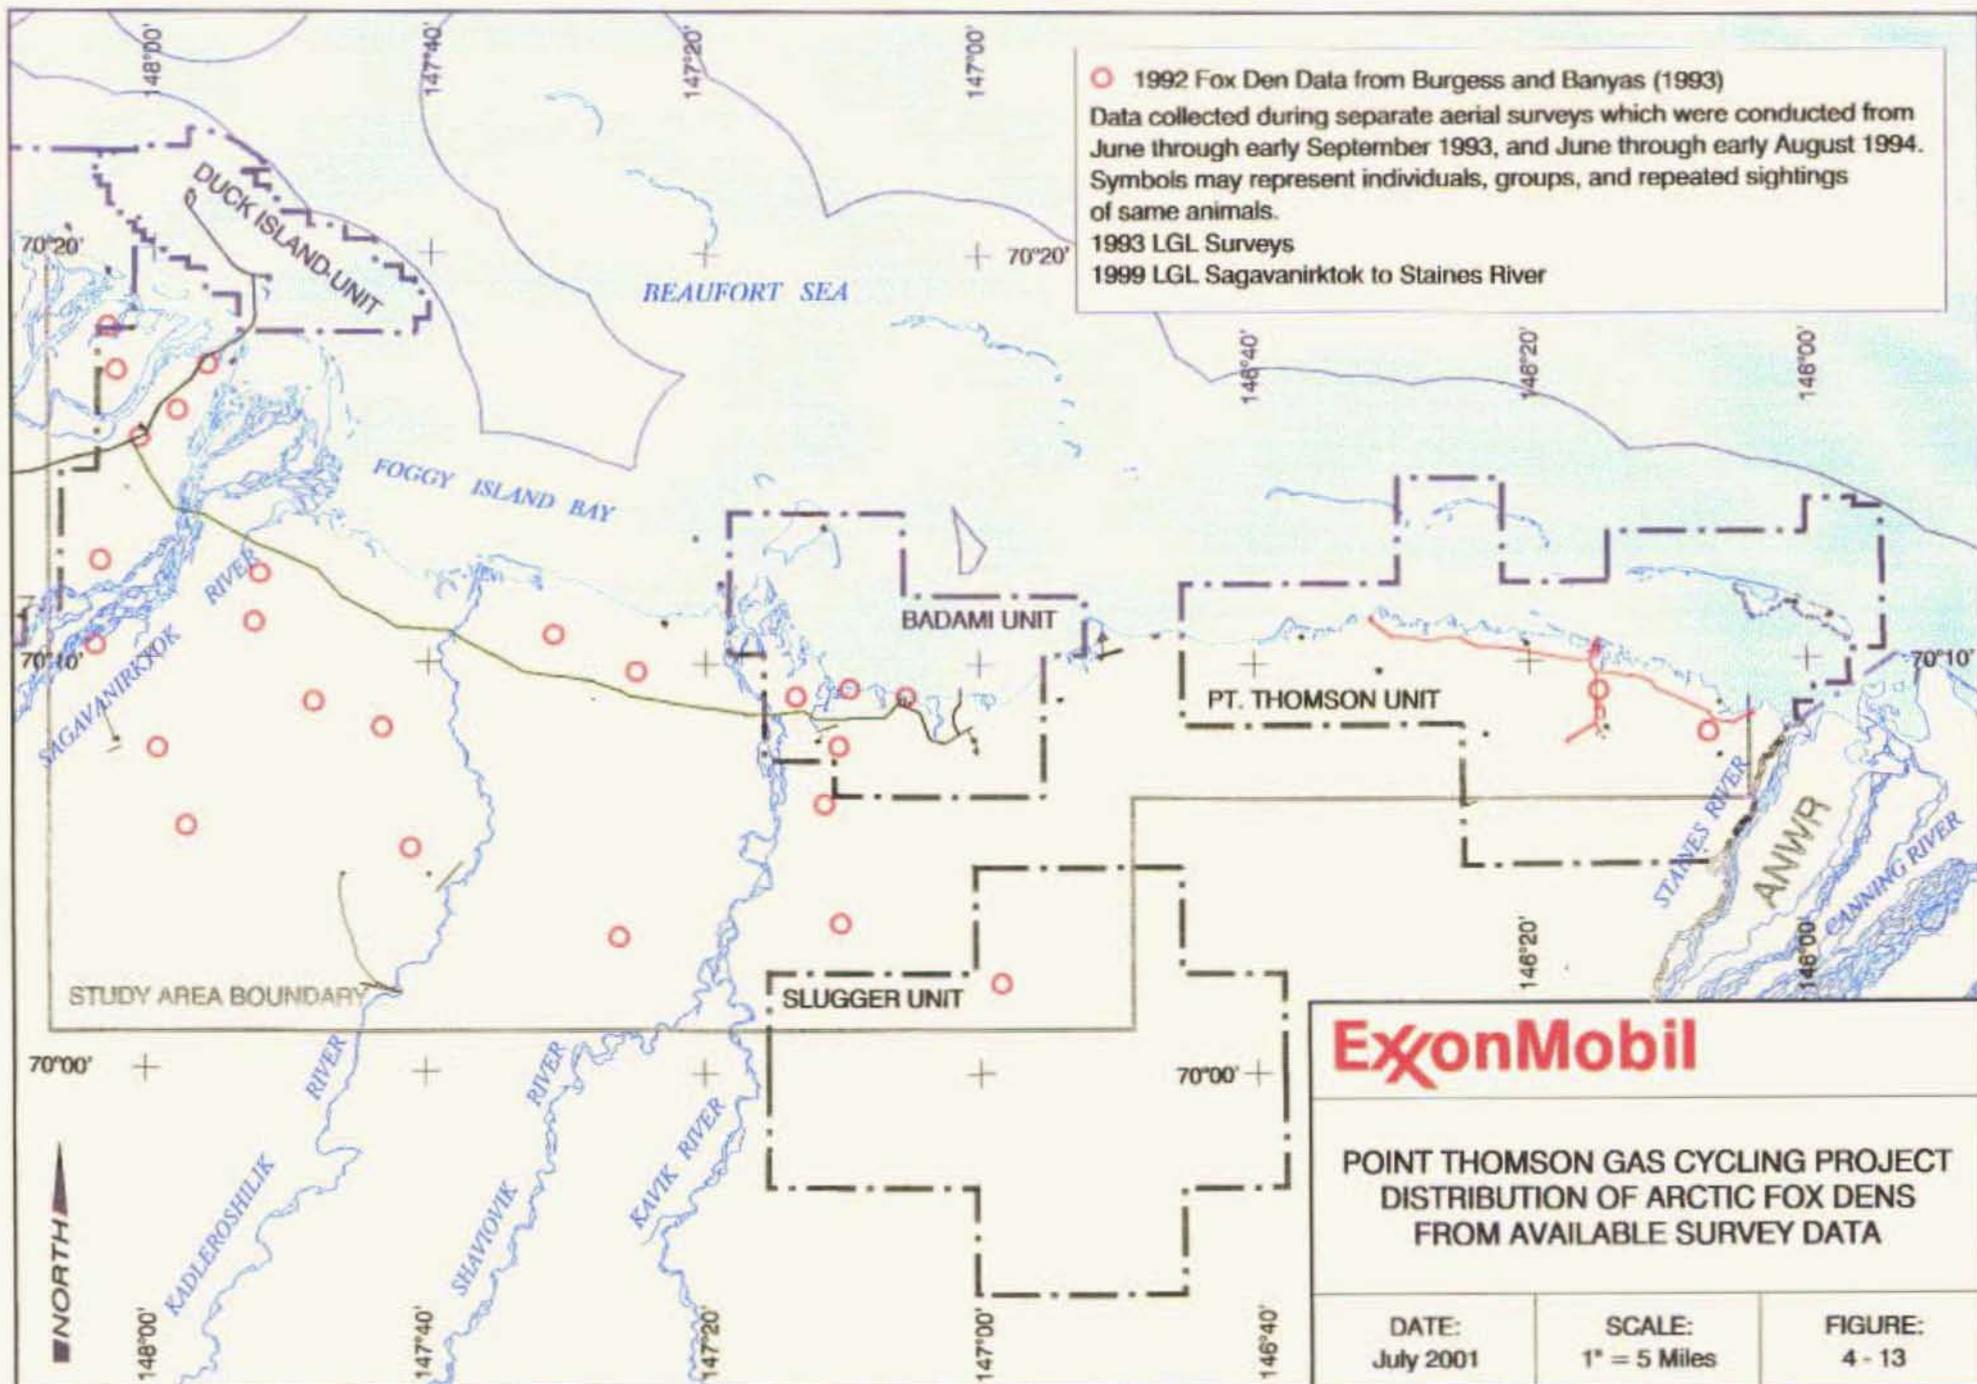 148°00'
147°40'
147°20'
147°00'
1992 Fox Den Data from Burgess and Banyas (1993)
Data collected during separate aerial surveys which were conducted from
June through early September 1993, and June through early August 1994.
Symbols may represent individuals, groups, and repeated sightings
of same animals.
1993 LGL Surveys
1999 LGL Sagavanirktok to Staines River
DUCK ISLAND UNIT
70°20'
70°20'
BEAUFORT SEA
146°40'
146°20'
146°00'
FOGGY ISLAND BAY
BADAMI UNIT
SAGAVANIRKTOK
RIVER
70°10'
70°10'
PT. THOMSON UNIT
STAINES RIVER
ANWR
CANNING RIVER
146°20'
146°00'
STUDY AREA BOUNDARY
SLUGGER UNIT
70°00'
70°00'
KADLEROSHILIK
RIVER
SHAVIOVIK
RIVER
KAVIK RIVER
NORTH
148°00'
147°40'
147°20'
147°00'
146°40'
ExxonMobil
POINT THOMSON GAS CYCLING PROJECT
DISTRIBUTION OF ARCTIC FOX DENS
FROM AVAILABLE SURVEY DATA
DATE:
July 2001
SCALE:
1" = 5 Miles
FIGURE:
4 - 13